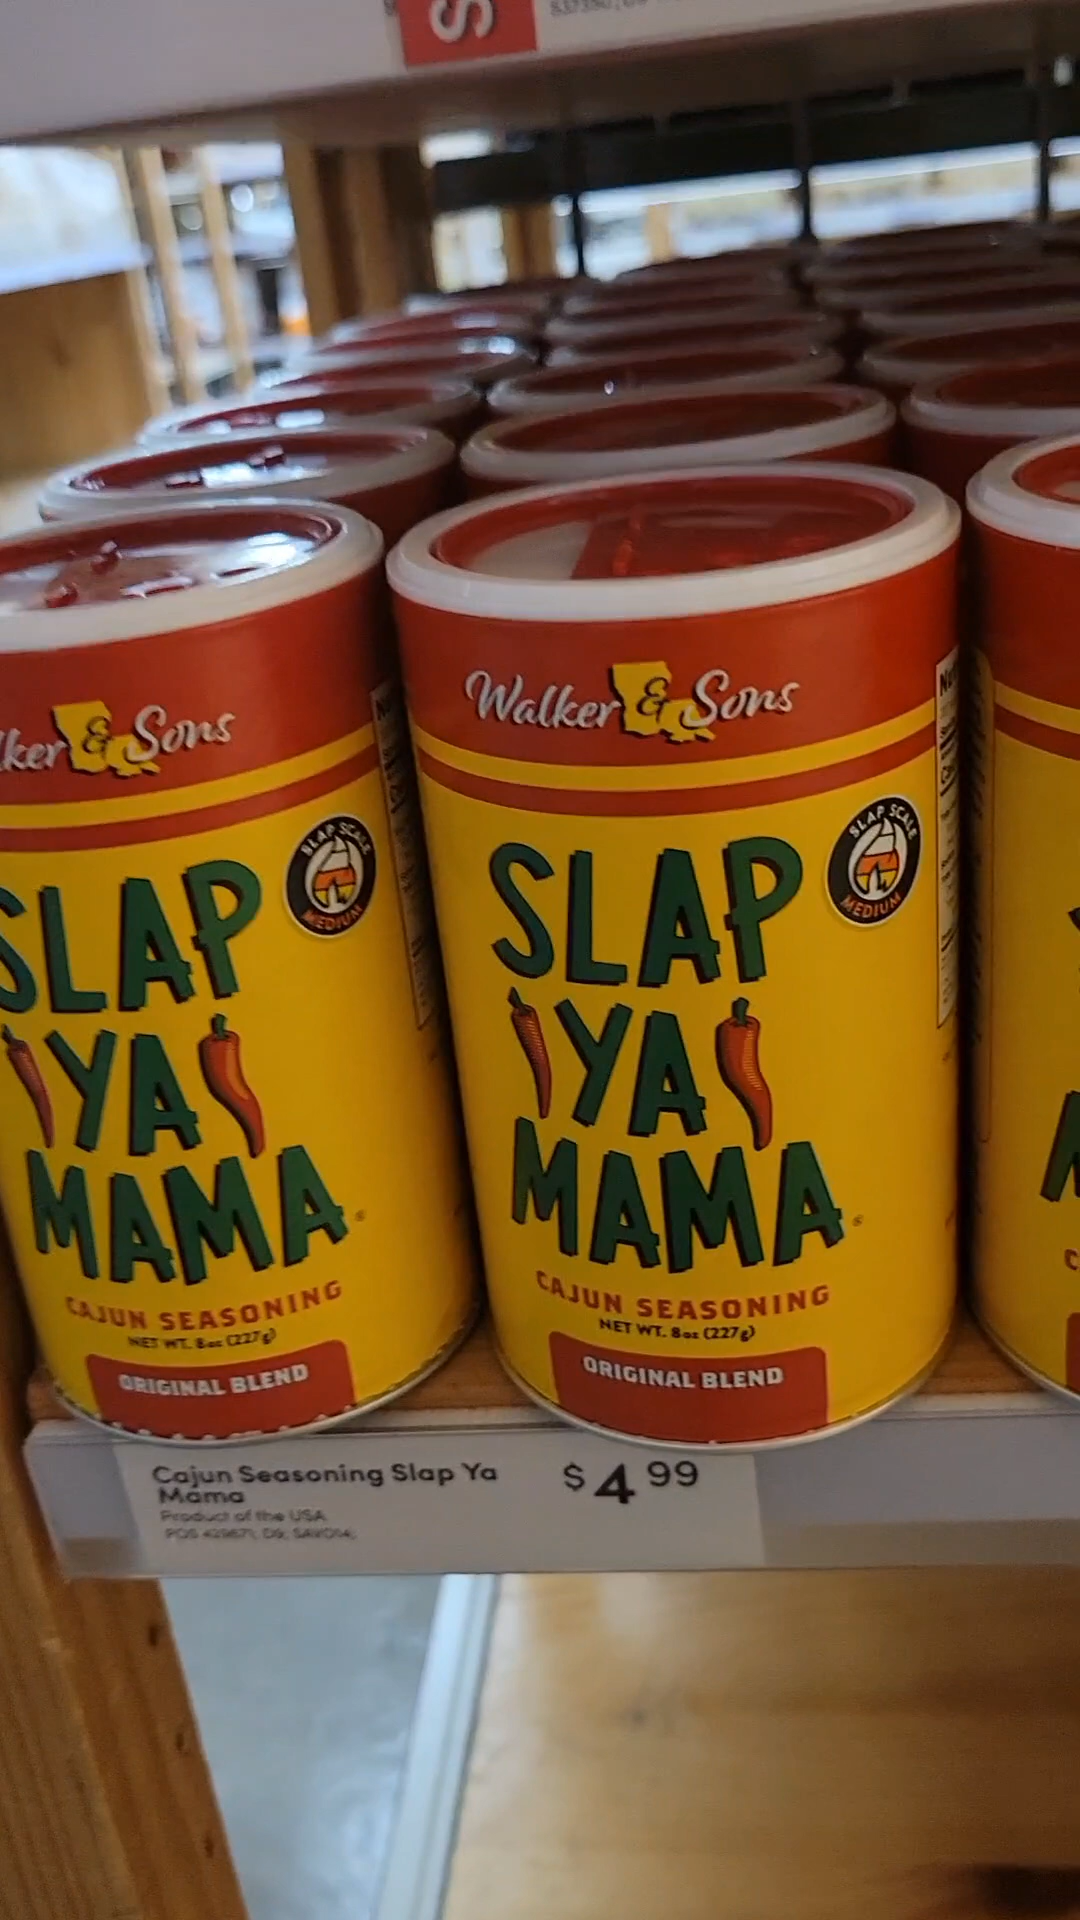 S
Walker & Sons
SLAP
YA
MAMA
CAJUN SEASONING
NET WT. 8oz (227g)
ORIGINAL BLEND
SLAP SCALE
MEDIUM
ker & Sons
SLAP
YA
MAMA
CAJUN SEASONING
NET WT. 8oz (227g)
ORIGINAL BLEND
SLAP SCALE
MEDIUM
Cajun Seasoning Slap Ya
Mama
Product of the USA
$4 99